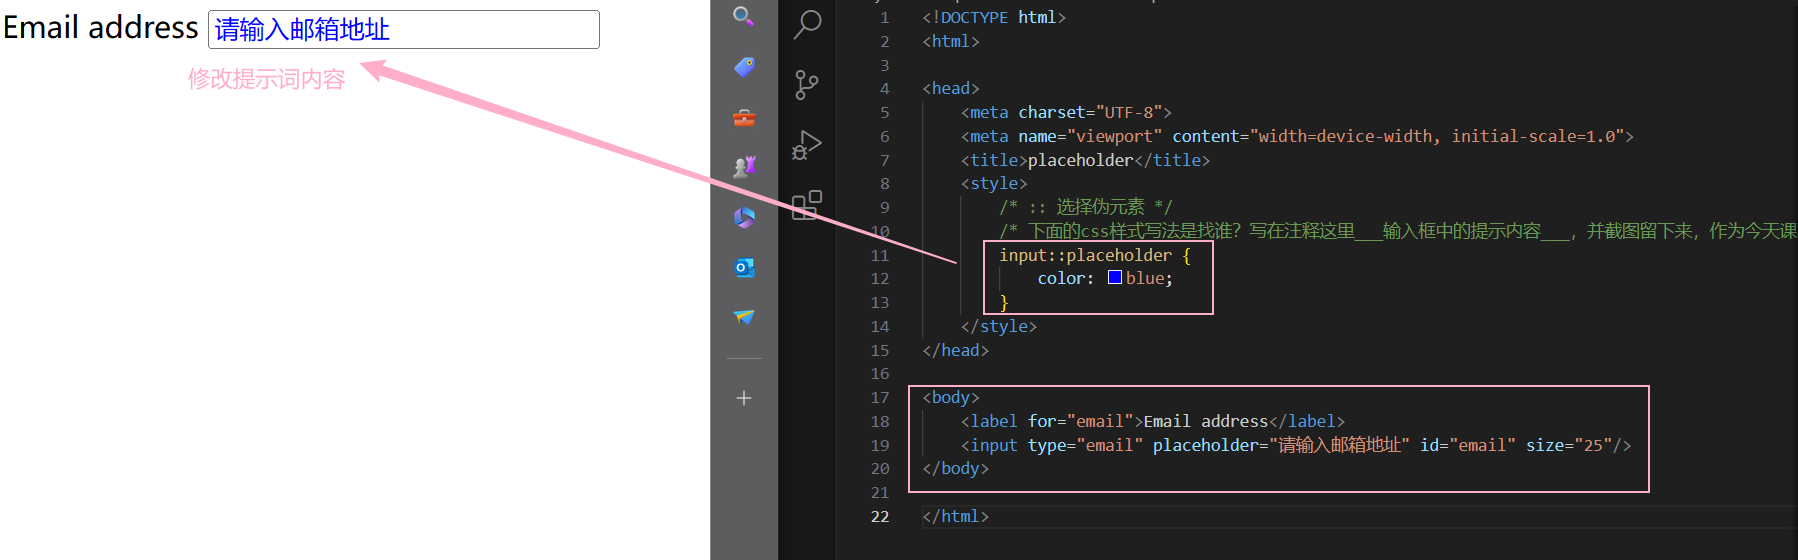 Email address 请输入邮箱地址
修改提示词内容
1 <!DOCTYPE html>
2 <html>
3
4 <head>
5 <meta charset="UTF-8">
6 <meta name="viewport" content="width=device-width, initial-scale=1.0">
7 <title>placeholder</title>
8 <style>
9 /* :: 选择伪元素 */
10 /* 下面的css样式写法是找谁？写在注释这里___输入框中的提示内容___，并截图留下来，作为今天课
11 input::placeholder {
12 color: blue;
13 }
14 </style>
15 </head>
16
17 <body>
18 <label for="email">Email address</label>
19 <input type="email" placeholder="请输入邮箱地址" id="email" size="25"/>
20 </body>
21
22 </html>